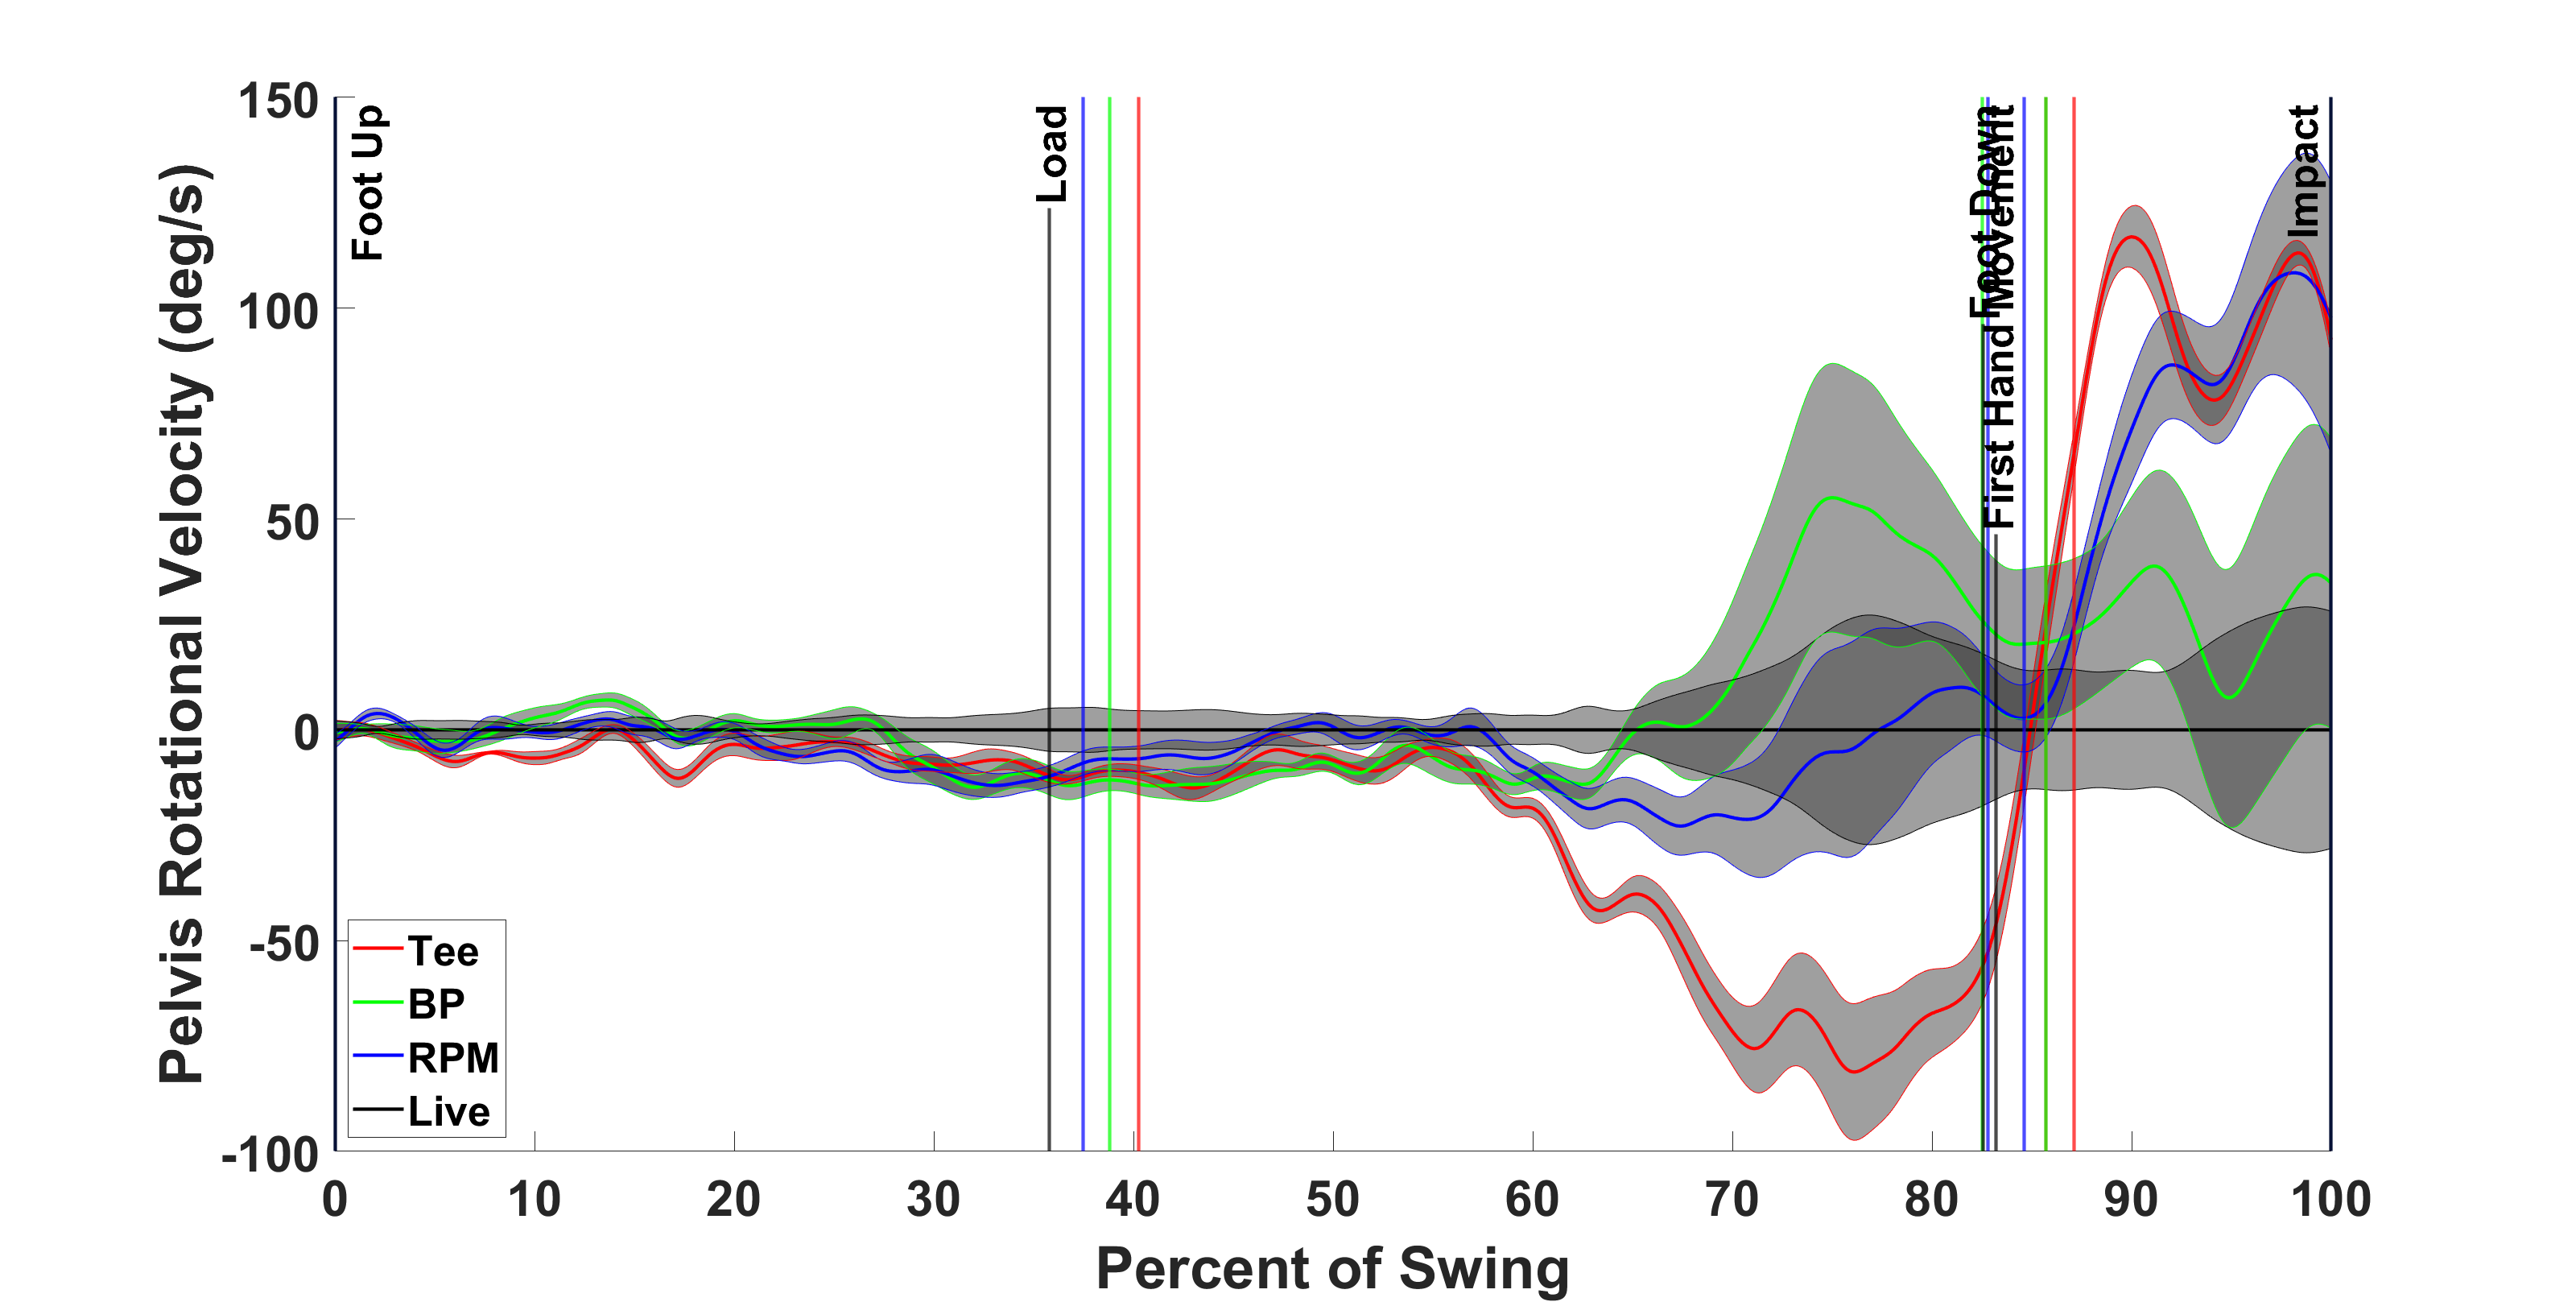 Pelvis Rotational Velocity (deg/s)
150
100
50
0
-50
-100
Foot Up
Load
Foot Down
First Hand Movement
Impact
Tee
BP
RPM
Live
0 10 20 30 40 50 60 70 80 90 100
Percent of Swing